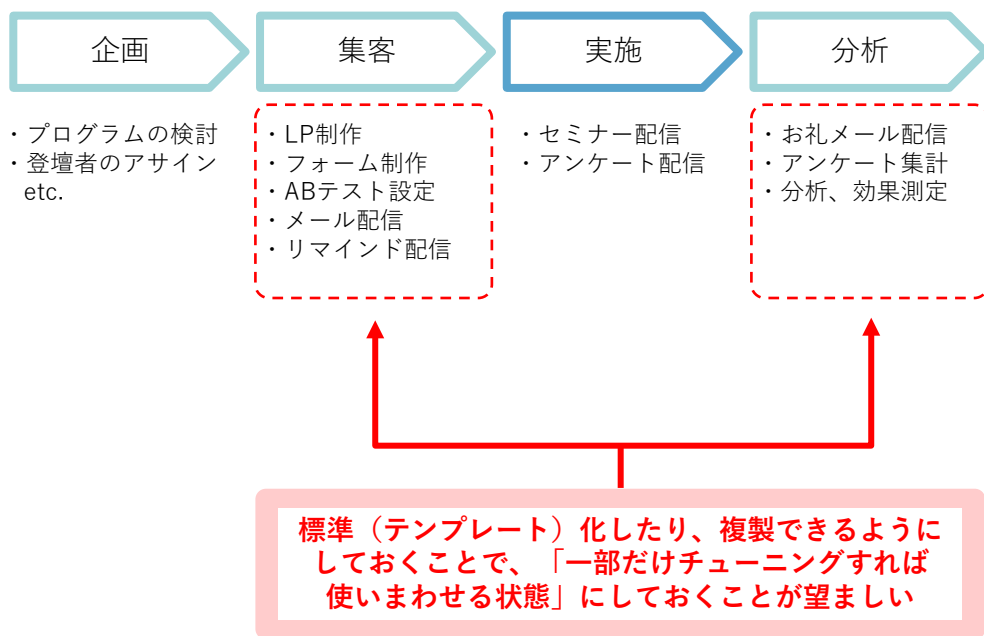 企画
集客
実施
分析
・プログラムの検討
・登壇者のアサイン
etc.
・LP制作
・フォーム制作
・ABテスト設定
・メール配信
・リマインド配信
・セミナー配信
・アンケート配信
・お礼メール配信
・アンケート集計
・分析、効果測定
標準（テンプレート）化したり、複製できるように
しておくことで、「一部だけチューニングすれば
使いまわせる状態」にしておくことが望ましい